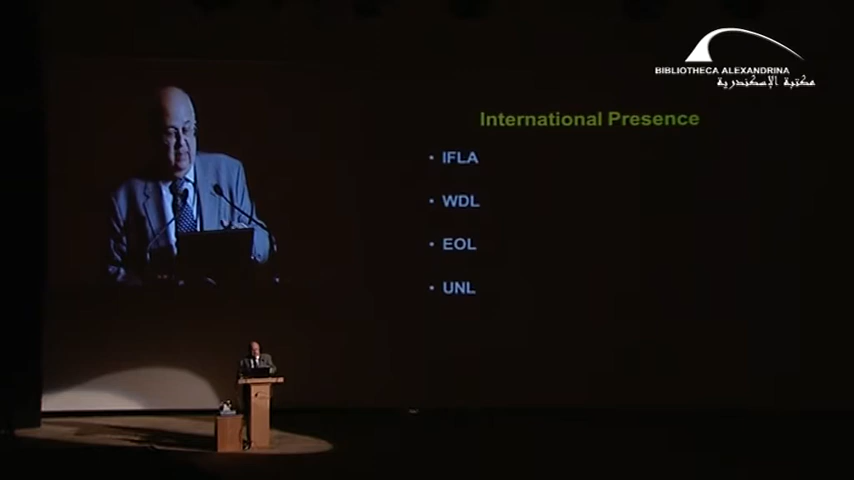 BIBLIOTHECA ALEXANDRINA
مكتبة الإسكندرية
International Presence
• IFLA
• WDL
• EOL
• UNL